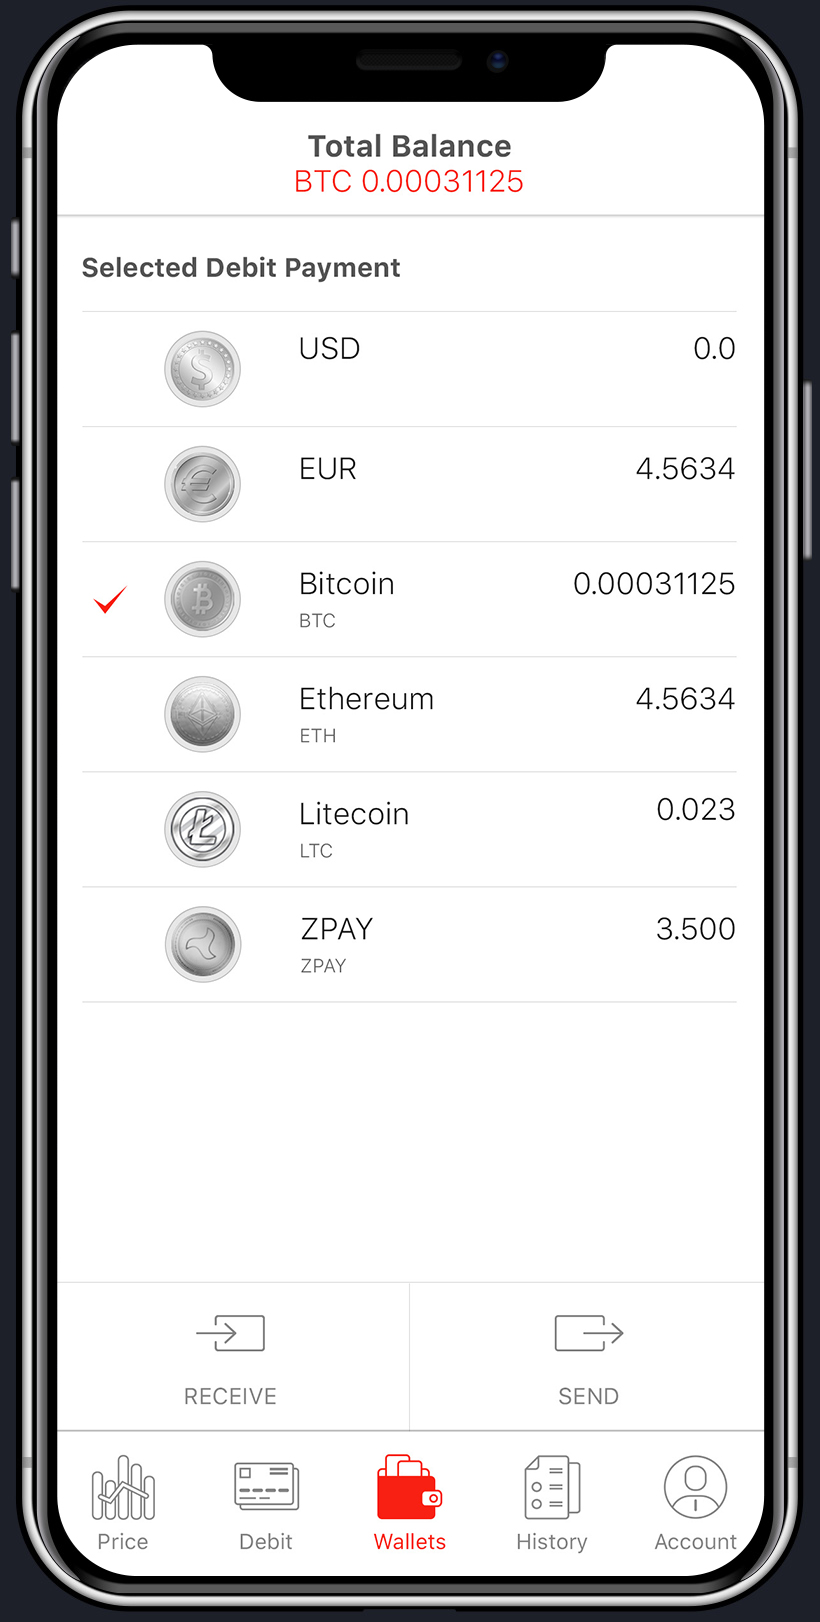 Total Balance
BTC 0.00031125
Selected Debit Payment
USD 0.0
EUR 4.5634
Bitcoin 0.00031125
BTC
Ethereum 4.5634
ETH
Litecoin 0.023
LTC
ZPAY 3.500
ZPAY
RECEIVE SEND
Price Debit Wallets History Account